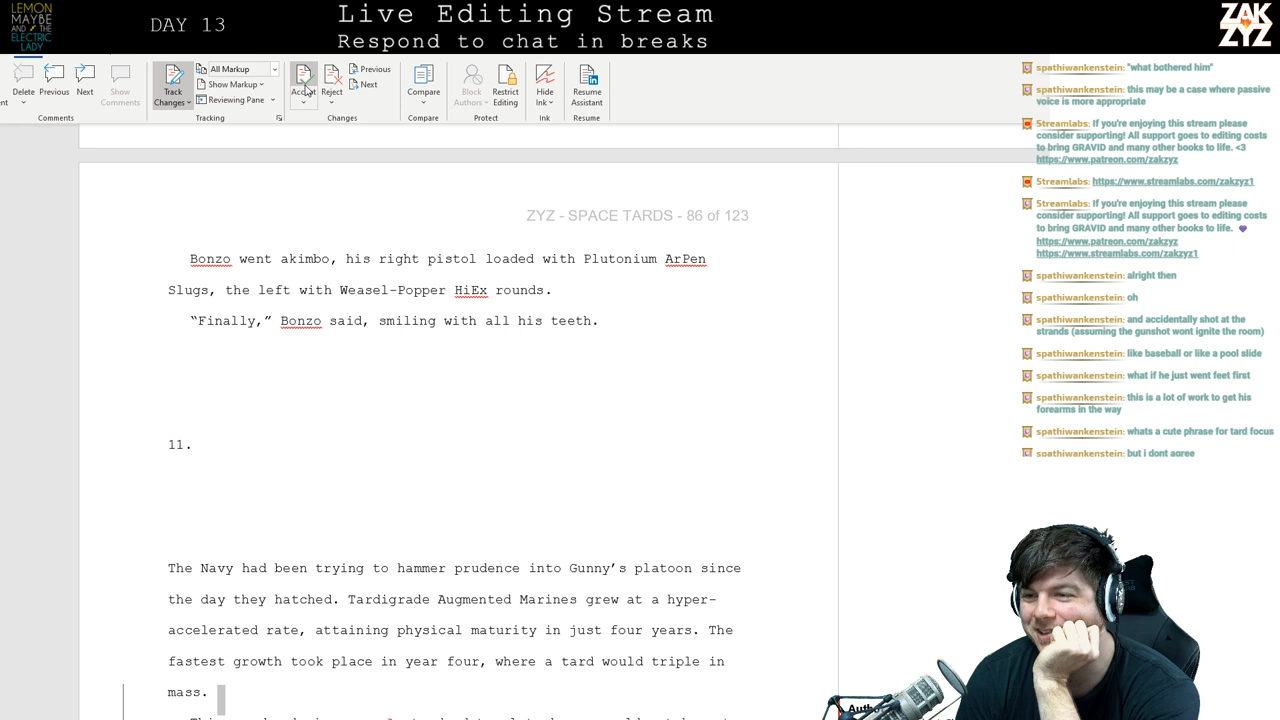 LEMON
MAYBE
AND THE
ELECTRIC
LADY
DAY 13
Live Editing Stream
Respond to chat in breaks
ZAK
ZYZ
Delete
Previous
Next
Show
Comments
Comments
Track
Changes
All Markup
Show Markup
Reviewing Pane
Tracking
Accept
Reject
Previous
Next
Changes
Compare
Compare
Block
Authors
Restrict
Editing
Protect
Hide
Ink
Ink
Resume
Assistant
Resume
ZYZ - SPACE TARDS - 86 of 123
Bonzo went akimbo, his right pistol loaded with Plutonium ArPen
Slugs, the left with Weasel-Popper HiEx rounds.
“Finally,” Bonzo said, smiling with all his teeth.
11.
The Navy had been trying to hammer prudence into Gunny’s platoon since
the day they hatched. Tardigrade Augmented Marines grew at a hyper-
accelerated rate, attaining physical maturity in just four years. The
fastest growth took place in year four, where a tard would triple in
mass.
spathiwankenstein: "what bothered him"
spathiwankenstein: this may be a case where passive
voice is more appropriate
Streamlabs: If you're enjoying this stream please
consider supporting! All support goes to editing costs
to bring GRAVID and many other books to life. <3
https://www.patreon.com/zakzyz
Streamlabs: https://www.streamlabs.com/zakzyz1
Streamlabs: If you're enjoying this stream please
consider supporting! All support goes to editing costs
to bring GRAVID and many other books to life. 💜
https://www.patreon.com/zakzyz
https://www.streamlabs.com/zakzyz1
spathiwankenstein: alright then
spathiwankenstein: oh
spathiwankenstein: and accidentally shot at the
strands (assuming the gunshot wont ignite the room)
spathiwankenstein: like baseball or like a pool slide
spathiwankenstein: what if he just went feet first
spathiwankenstein: this is a lot of work to get his
forearms in the way
spathiwankenstein: whats a cute phrase for tard focus
spathiwankenstein: but i dont agree